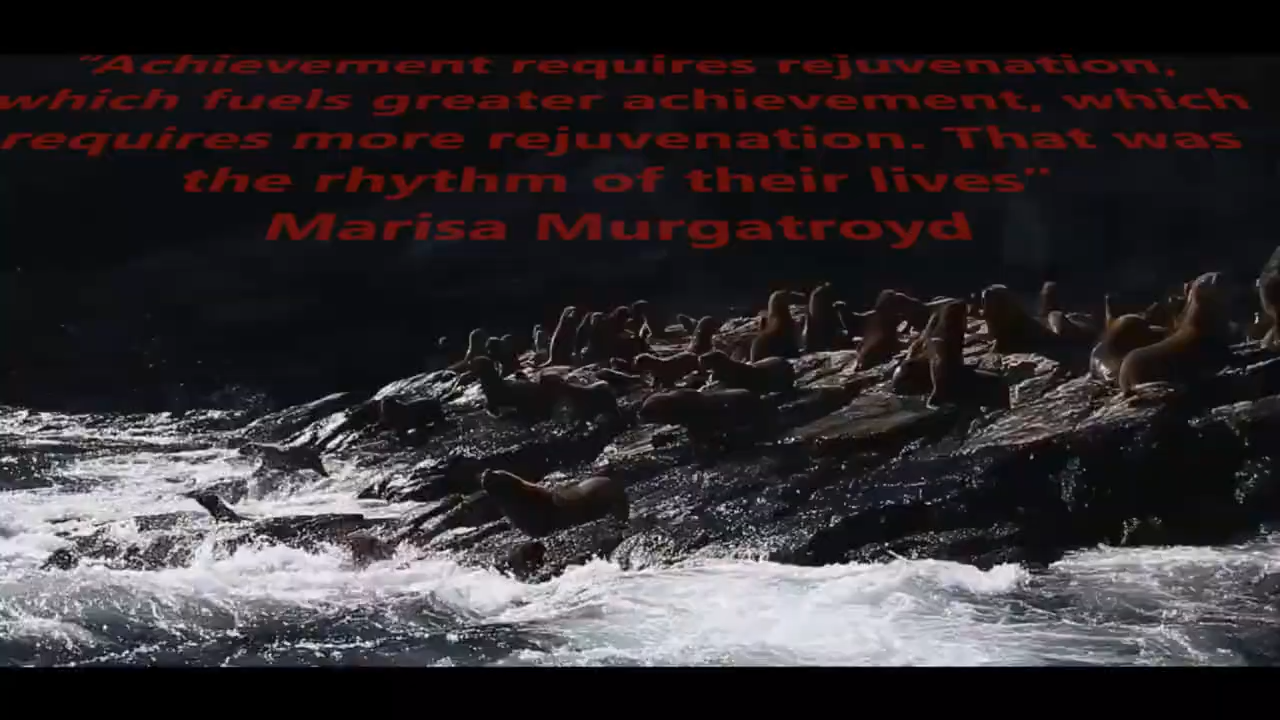 “Achievement requires rejuvenation,
which fuels greater achievement, which
requires more rejuvenation. That was
the rhythm of their lives”
Marisa Murgatroyd